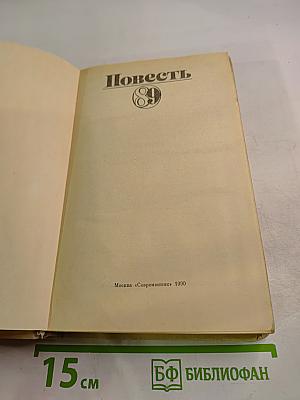 Повесть
89
Москва «Современник» 1990
15 см
БФ БИБЛИОФАН